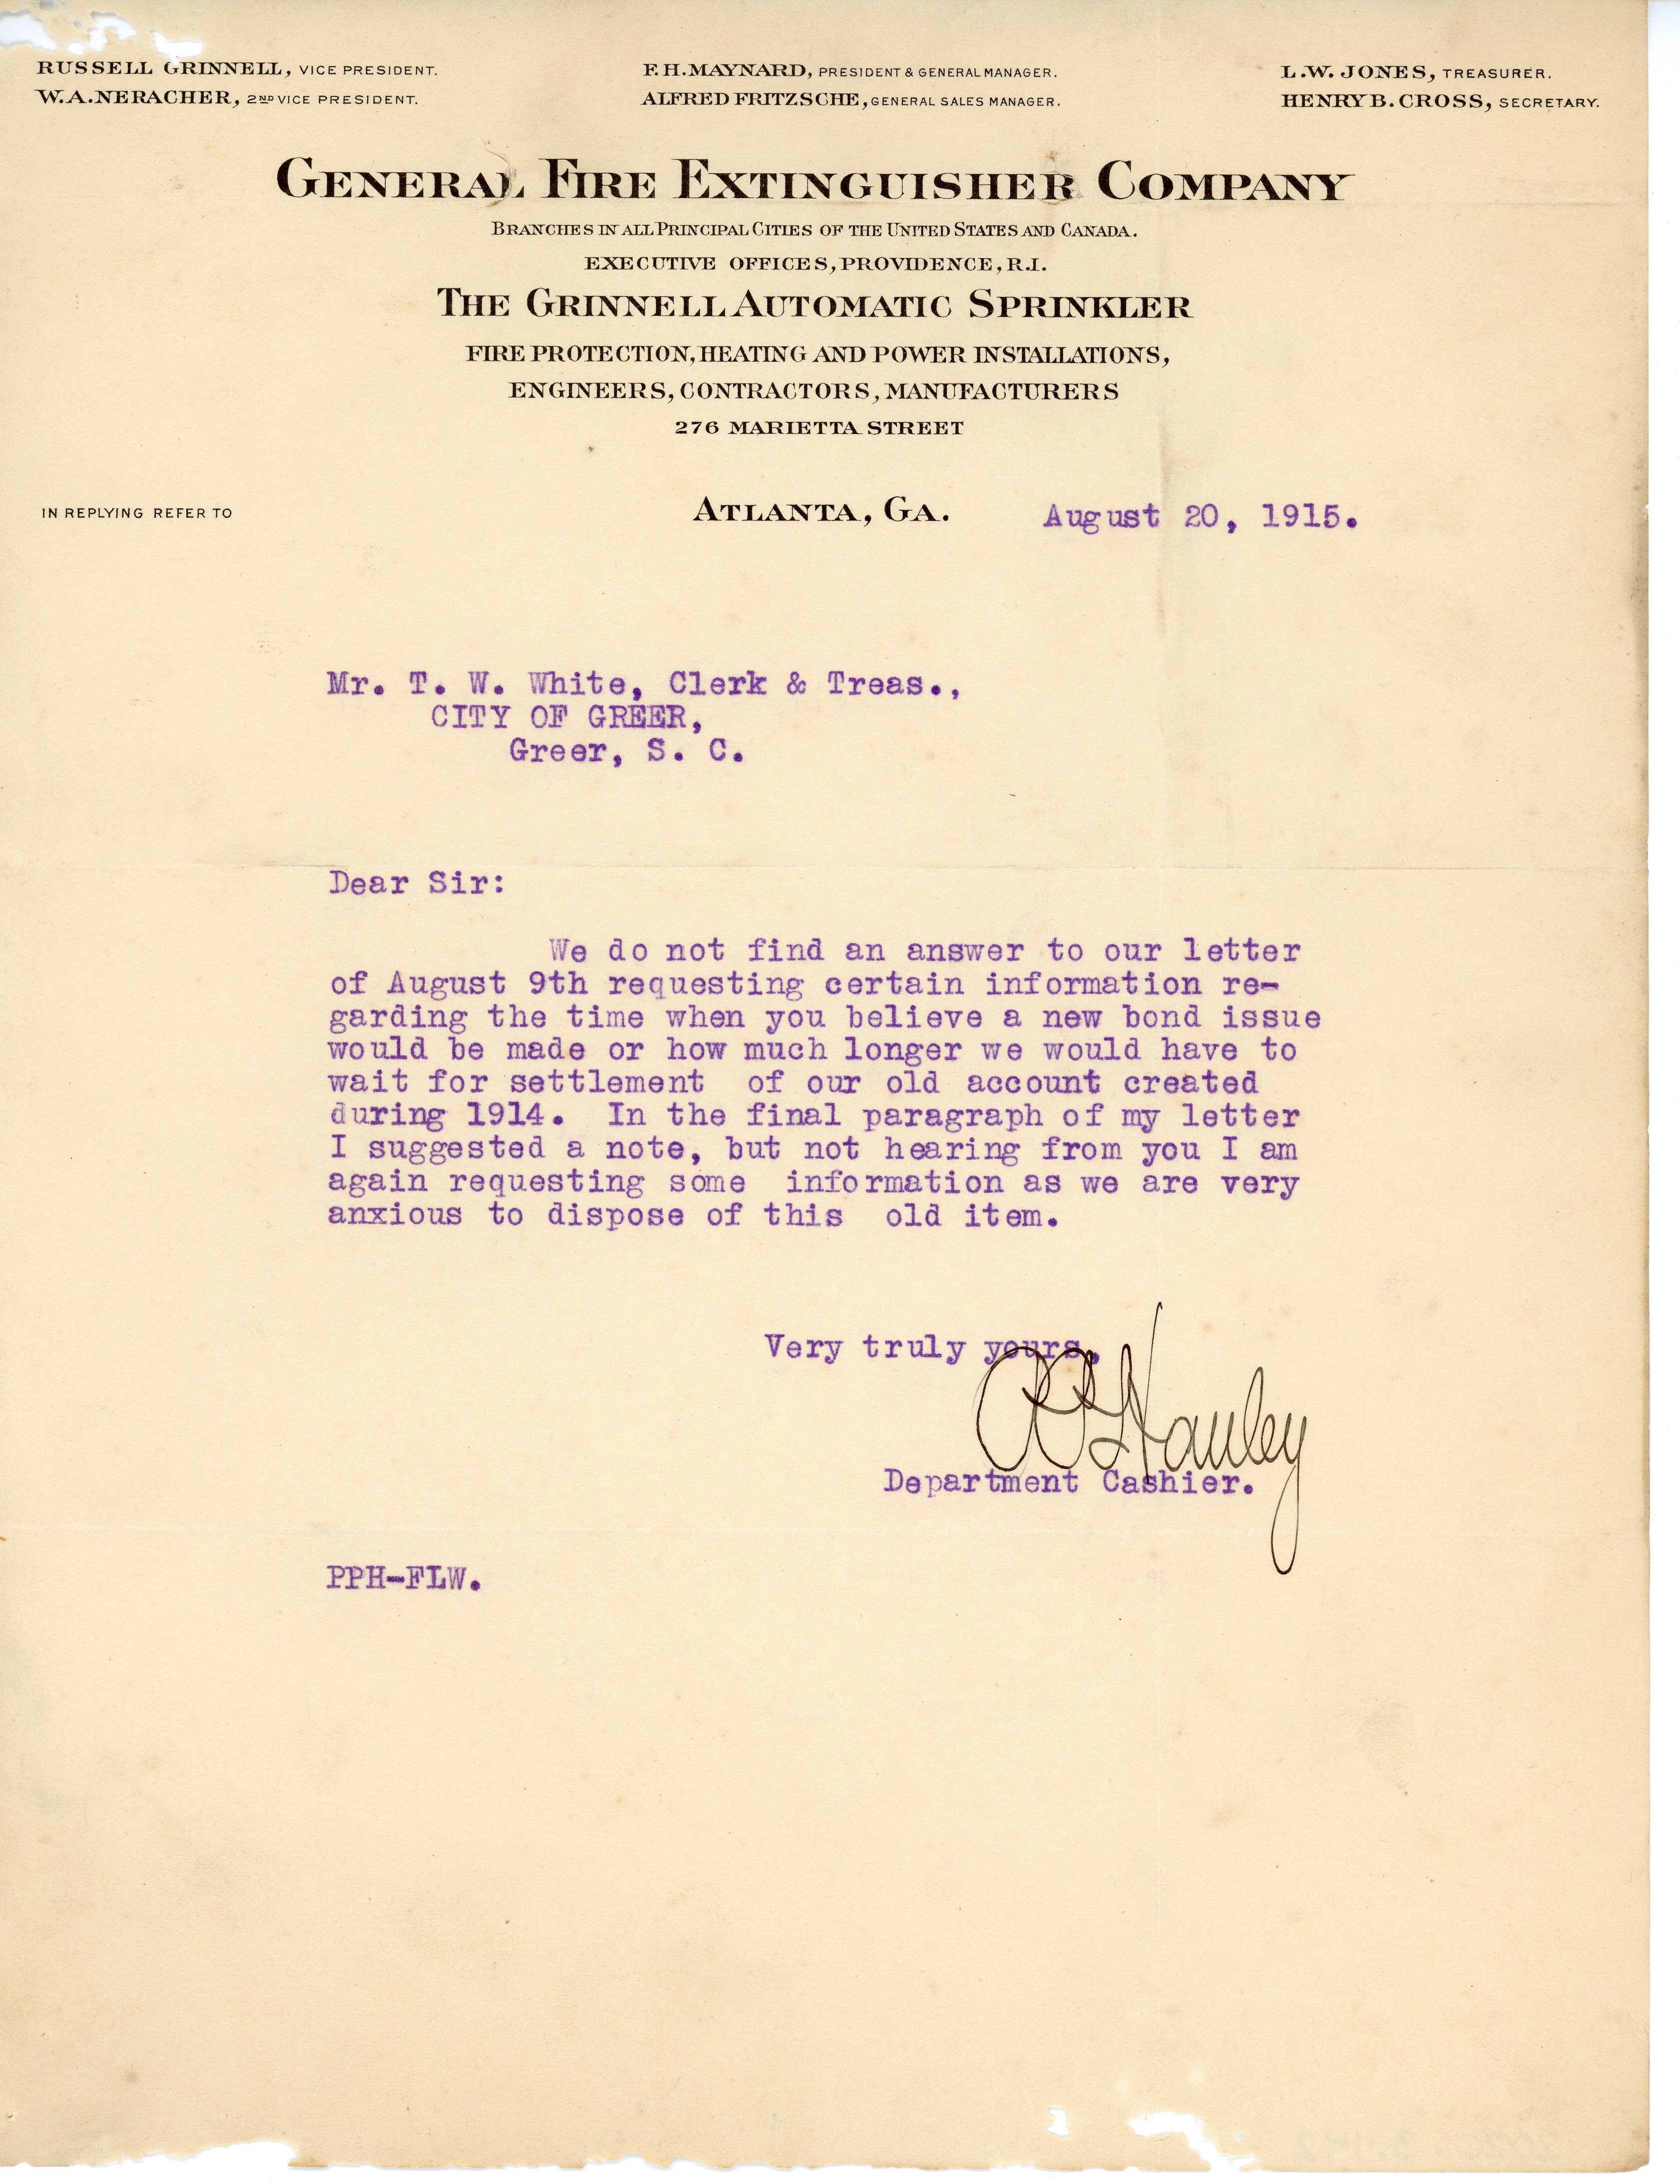 RUSSELL GRINNELL, VICE PRESIDENT.
W.A. NERACHER, 2ND VICE PRESIDENT.
F. H. MAYNARD, PRESIDENT & GENERAL MANAGER.
ALFRED FRITZSCHE, GENERAL SALES MANAGER.
L.W. JONES, TREASURER.
HENRY B. CROSS, SECRETARY.
GENERAL FIRE EXTINGUISHER COMPANY
BRANCHES IN ALL PRINCIPAL CITIES OF THE UNITED STATES AND CANADA.
EXECUTIVE OFFICES, PROVIDENCE, R.I.
THE GRINNELL AUTOMATIC SPRINKLER
FIRE PROTECTION, HEATING AND POWER INSTALLATIONS,
ENGINEERS, CONTRACTORS, MANUFACTURERS
276 MARIETTA STREET
IN REPLYING REFER TO
ATLANTA, GA. August 20, 1915.
Mr. T. W. White, Clerk & Treas.,
CITY OF GREER,
Greer, S. C.
Dear Sir:
We do not find an answer to our letter
of August 9th requesting certain information re-
garding the time when you believe a new bond issue
would be made or how much longer we would have to
wait for settlement of our old account created
during 1914. In the final paragraph of my letter
I suggested a note, but not hearing from you I am
again requesting some information as we are very
anxious to dispose of this old item.
Very truly yours,
Hanley
Department Cashier.
PPH-FLW.